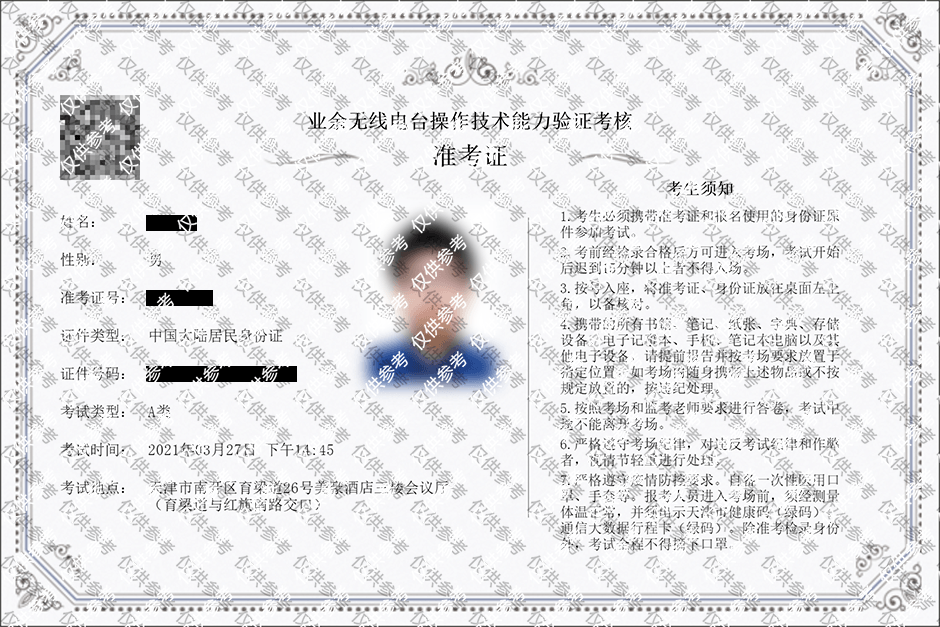 业余无线电台操作技术能力验证考核
准考证
姓名:
性别: 男
准考证号:
证件类型: 中国大陆居民身份证
证件号码:
考试类型: A类
考试时间: 2021年03月27日 下午14:45
考试地点: 天津市南开区育梁道26号美豪酒店三楼会议厅
(育梁道与红旗南路交口)
考生须知
1.考生必须携带准考证和报名使用的身份证原
件参加考试。
2.考前经检录合格后方可进入考场,考试开始
后迟到15分钟以上者不得入场。
3.按号入座,将准考证、身份证放在桌面左上
角,以备核对。
4.携带的所有书籍、笔记、纸张、字典、存储
设备、电子记事本、手机、笔记本电脑以及其
他电子设备,请提前报告并按考场要求放置于
指定位置,如考场内随身携带上述物品或不按
规定放置的,按违纪处理。
5.按照考场和监考老师要求进行答卷,考试中
途不能离开考场。
6.严格遵守考场纪律,对违反考试纪律和作弊
者,视情节轻重进行处理。
7.严格遵守疫情防控要求。自备一次性医用口
罩、手套等。报考人员进入考场前,须经测量
体温正常,并须出示天津市健康码(绿码)、
通信大数据行程卡(绿码)。除准考检录身份
外,考试全程不得摘下口罩。
仅供参考